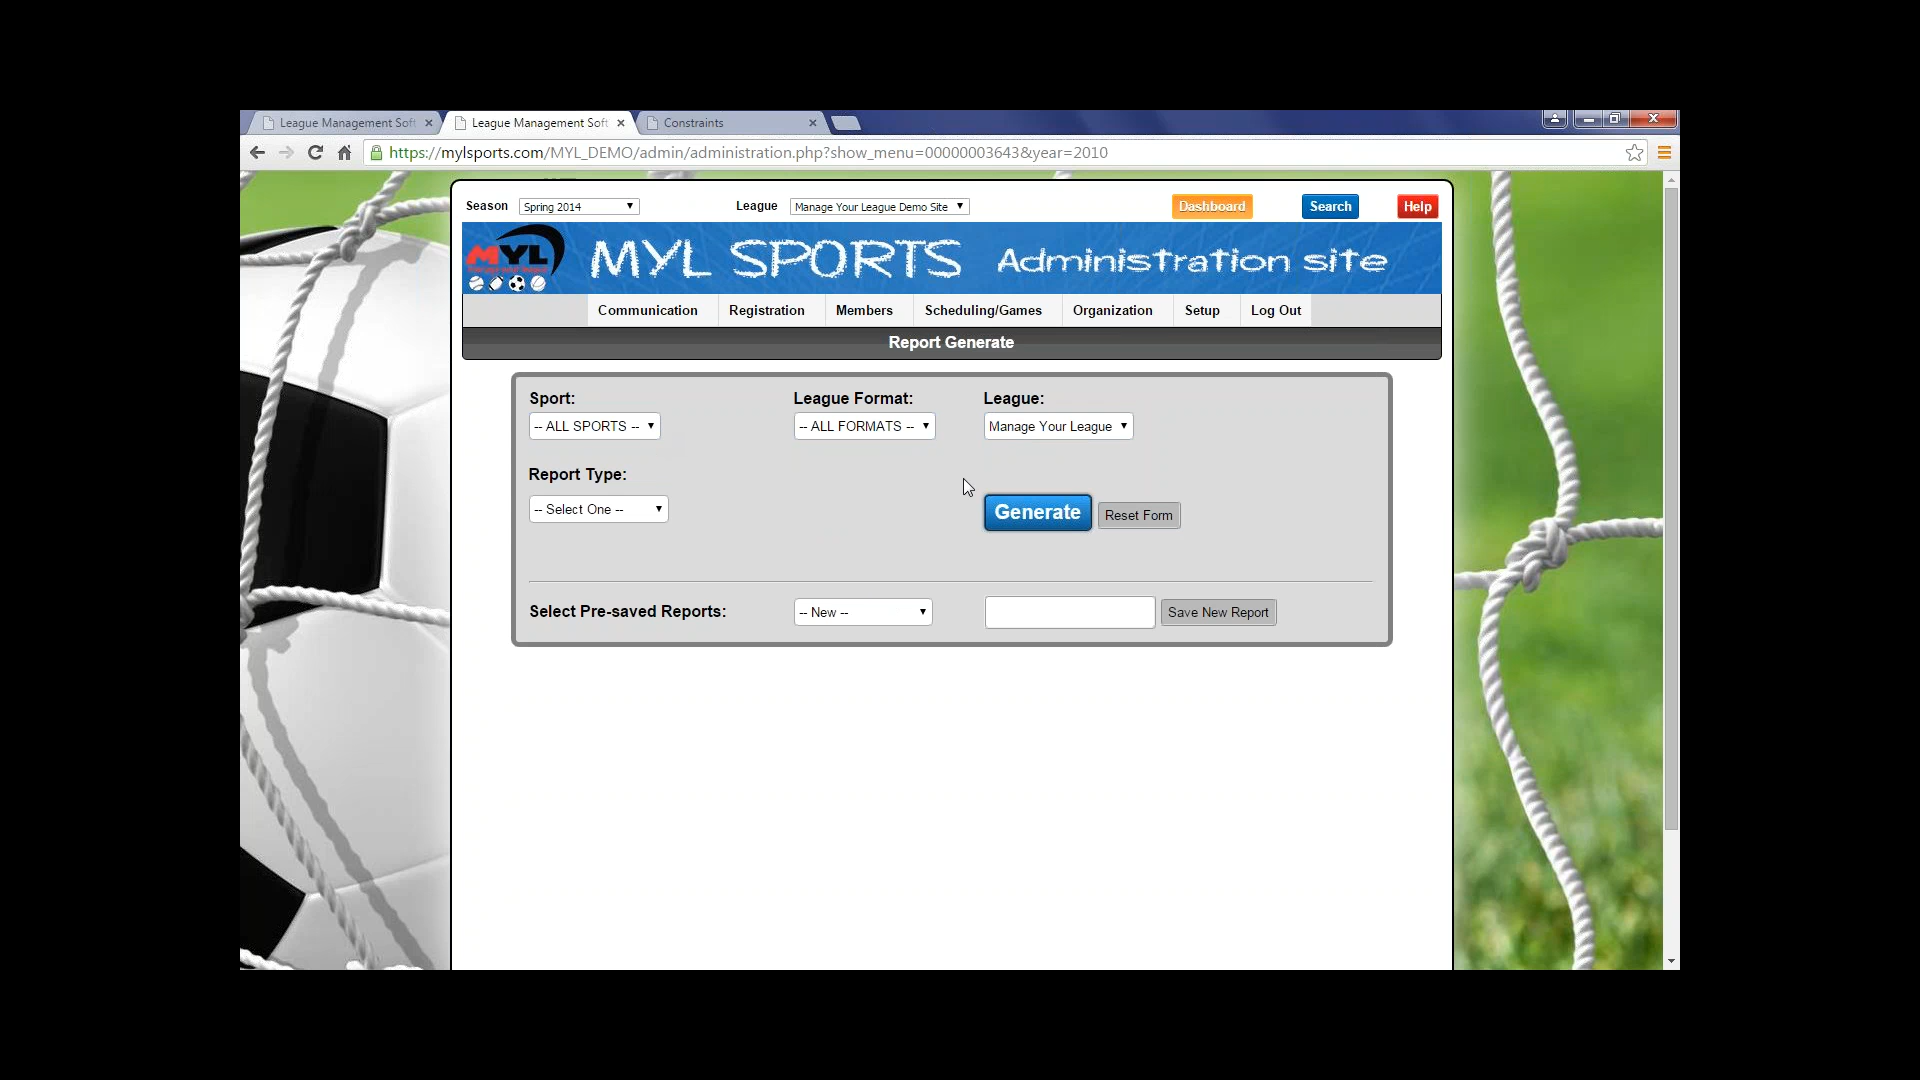 League Management Soft
League Management Soft
Constraints
https://mylsports.com/MYL_DEMO/admin/administration.php?show_menu=00000003643&year=2010
Season Spring 2014 League Manage Your League Demo Site Dashboard Search Help
MYL
MYL SPORTS Administration site
Communication Registration Members Scheduling/Games Organization Setup Log Out
Report Generate
Sport: League Format: League:
-- ALL SPORTS -- -- ALL FORMATS -- Manage Your League
Report Type:
-- Select One -- Generate Reset Form
Select Pre-saved Reports: -- New -- Save New Report